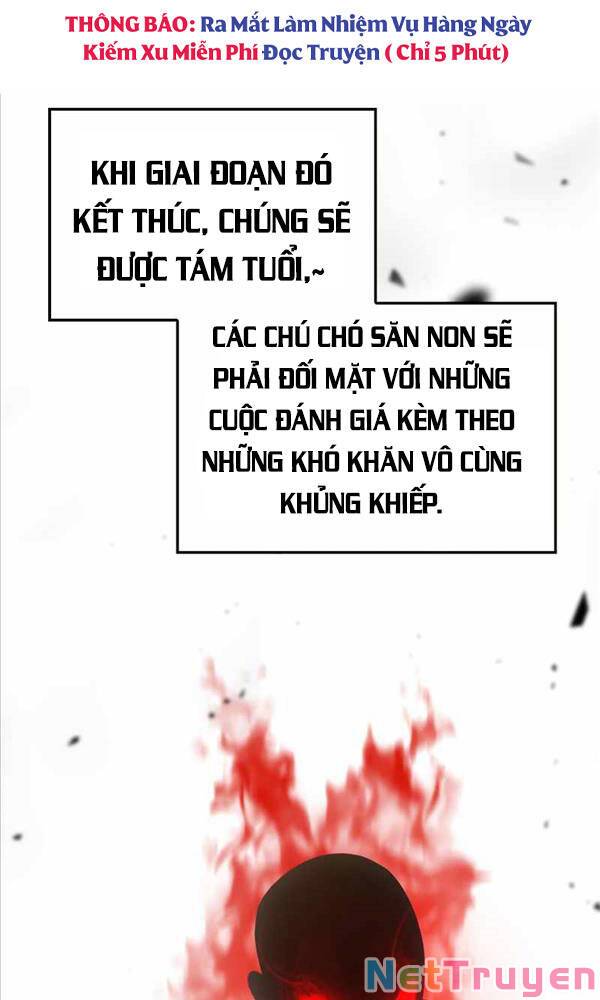 THÔNG BÁO: Ra Mắt Làm Nhiệm Vụ Hàng Ngày
Kiếm Xu Miễn Phí Đọc Truyện ( Chỉ 5 Phút)
KHI GIAI ĐOẠN ĐÓ
KẾT THÚC, CHÚNG SẼ
ĐƯỢC TÁM TUỔI,~
CÁC CHÚ CHÓ SĂN NON SẼ
PHẢI ĐỐI MẶT VỚI NHỮNG
CUỘC ĐÁNH GIÁ KÈM THEO
NHỮNG KHÓ KHĂN VÔ CÙNG
KHỦNG KHIẾP.
NetTruyen